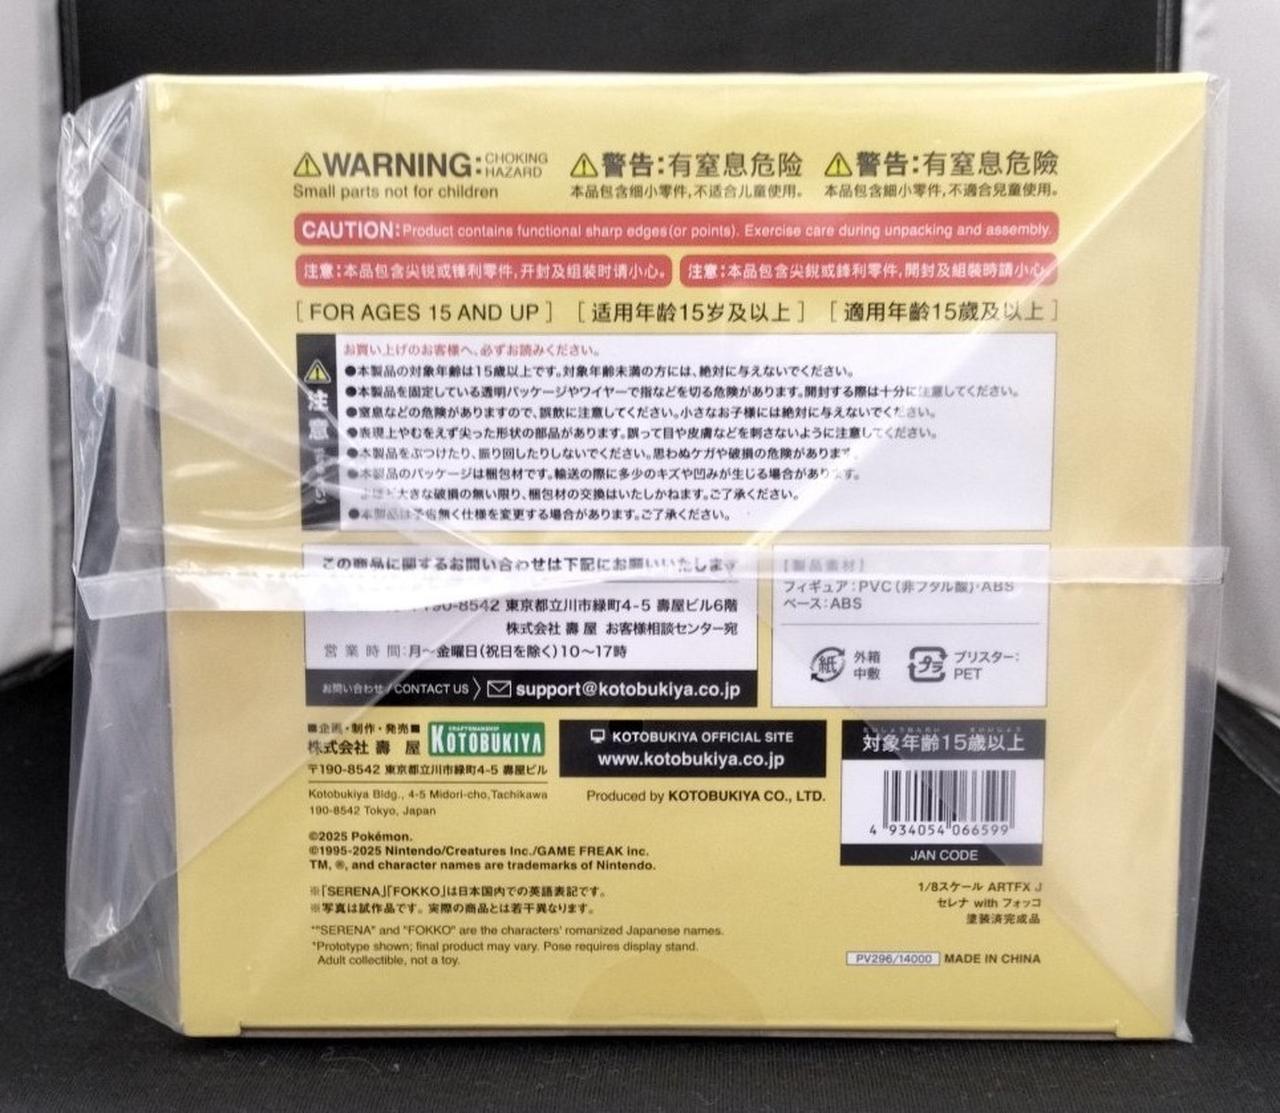 ⚠WARNING: CHOKING HAZARD
Small parts not for children
⚠警告:有窒息危险
本品包含细小零件,不适合儿童使用。
⚠警告:有窒息危險
本品包含細小零件,不適合兒童使用。
CAUTION:Product contains functional sharp edges(or points). Exercise care during unpacking and assembly.
注意:本品包含尖锐或锋利零件,开封及组装时请小心。
注意:本品包含尖銳或鋒利零件,開封及組裝時請小心。
[FOR AGES 15 AND UP] [适用年龄15岁及以上] [適用年齡15歲及以上]
⚠注意
お買い上げのお客様へ、必ずお読みください。
●本製品の対象年齢は15歳以上です。対象年齢未満の方には、絶対に与えないでください。
●本製品を固定している透明パッケージやワイヤーで指などを切る危険があります。開封する際は十分に注意してください。
●窒息などの危険がありますので、誤飲に注意してください。小さなお子様には絶対に与えないでください。
●表現上やむをえず尖った形状の部品があります。誤って目や皮膚などを刺さないように注意してください。
●本製品をぶつけたり、振り回したりしないでください。思わぬケガや破損の危険があります。
●本製品のパッケージは梱包材です。輸送の際に多少のキズや凹みが生じる場合があります。
よほど大きな破損の無い限り、梱包材の交換はいたしかねます。ご了承ください。
●本製品は予告無く仕様を変更する場合があります。ご了承ください。
この商品に関するお問い合わせは下記にお願いいたします
〒190-8542 東京都立川市緑町4-5 壽屋ビル6階
株式会社 壽 屋 お客様相談センター宛
営業時間:月～金曜日(祝日を除く)10～17時
お問い合わせ/CONTACT US support@kotobukiya.co.jp
【製品素材】
フィギュア:PVC(非フタル酸)・ABS
ベース:ABS
紙 外箱 中敷
プラ ブリスター: PET
■企画・制作・発売■
株式会社 壽 屋
CRAFTSMANSHIP
KOTOBUKIYA
〒190-8542 東京都立川市緑町4-5 壽屋ビル
Kotobukiya Bldg., 4-5 Midori-cho,Tachikawa
190-8542 Tokyo, Japan
KOTOBUKIYA OFFICIAL SITE
www.kotobukiya.co.jp
Produced by KOTOBUKIYA CO., LTD.
対象年齢15歳以上
4 934054 066599
JAN CODE
©2025 Pokémon.
©1995-2025 Nintendo/Creatures Inc./GAME FREAK inc.
TM, ®, and character names are trademarks of Nintendo.
※「SERENA」「FOKKO」は日本国内での英語表記です。
※写真は試作品です。実際の商品とは若干異なります。
*"SERENA" and "FOKKO" are the characters' romanized Japanese names.
*Prototype shown; final product may vary. Pose requires display stand.
Adult collectible, not a toy.
1/8スケール ARTFX J
セレナ with フォッコ
塗装済完成品
PV296/14000 MADE IN CHINA